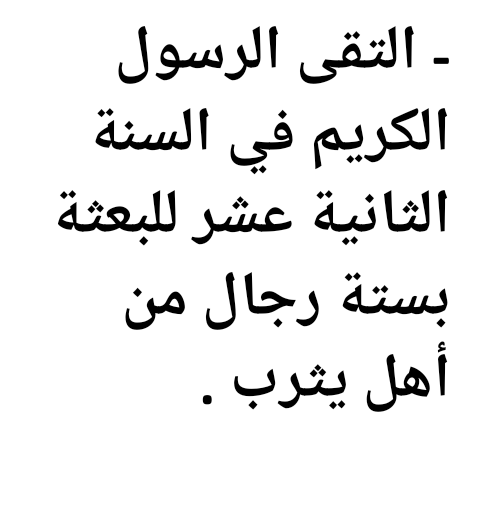 - التقى الرسول
الكريم في السنة
الثانية عشر للبعثة
بستة رجال من
أهل يثرب .